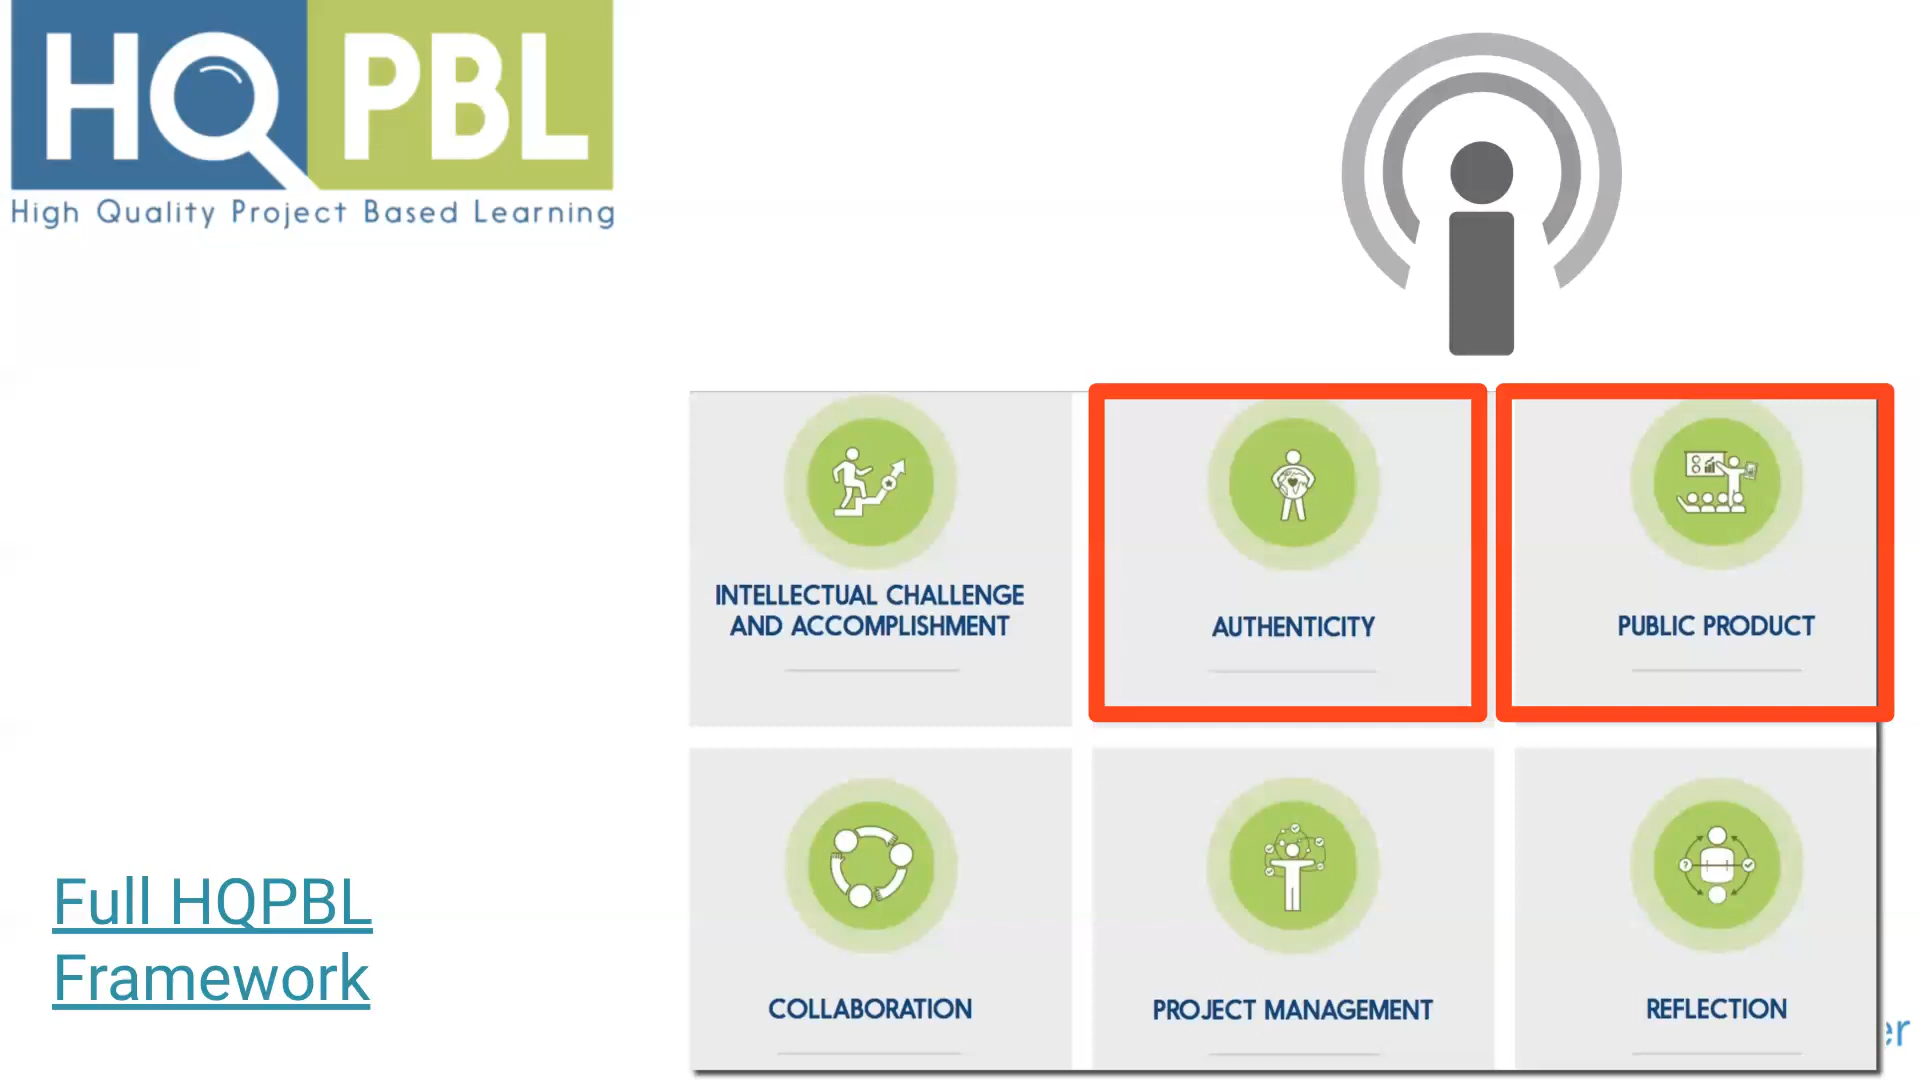 HQ PBL
High Quality Project Based Learning
INTELLECTUAL CHALLENGE
AND ACCOMPLISHMENT
AUTHENTICITY
PUBLIC PRODUCT
COLLABORATION
PROJECT MANAGEMENT
REFLECTION
Full HQPBL
Framework